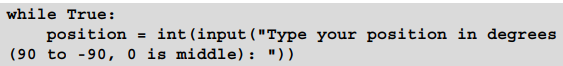 while True:
    position = int(input("Type your position in degrees
(90 to -90, 0 is middle): "))